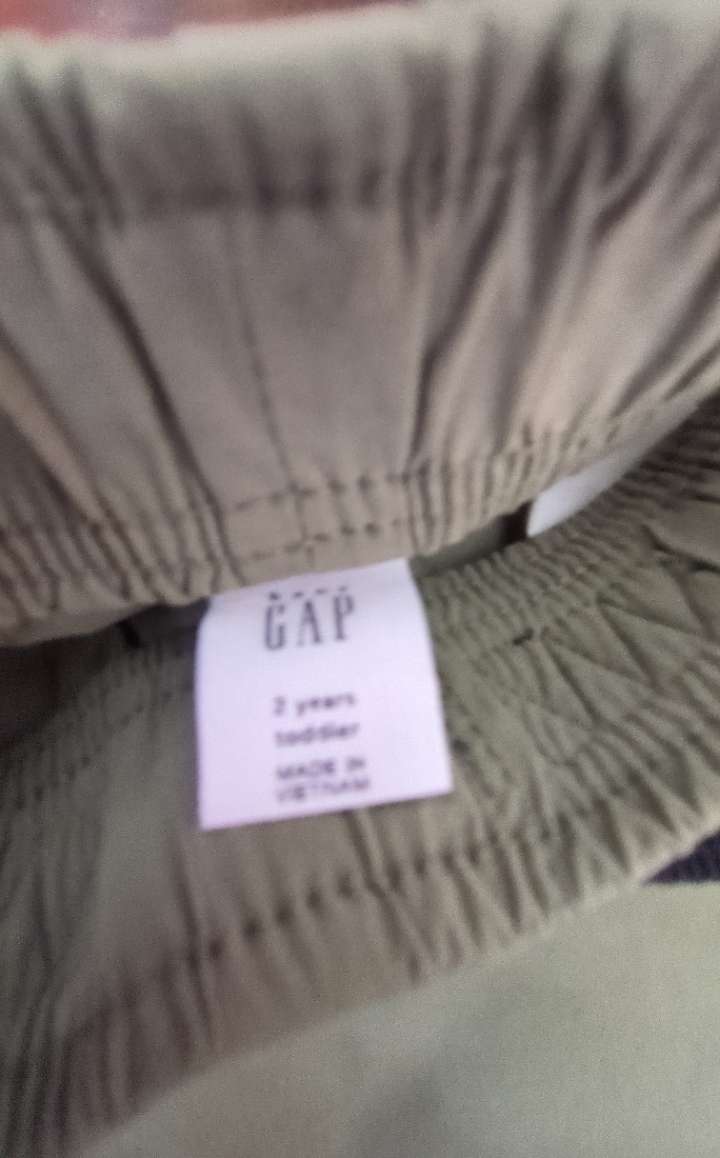 GAP
2 years
toddler
MADE IN
VIETNAM